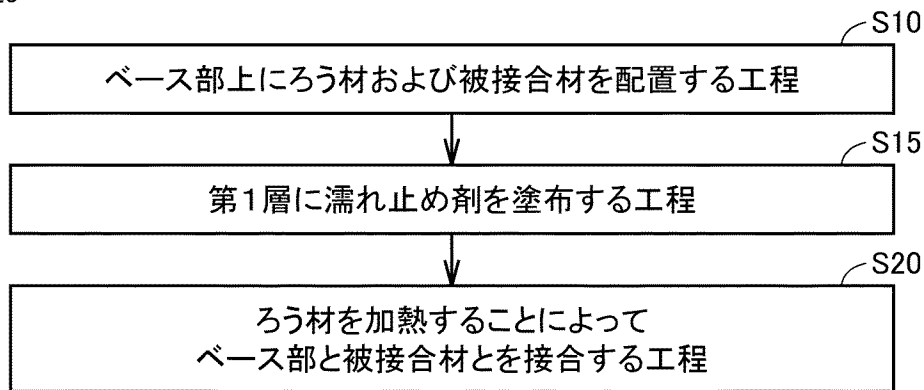 S10
ベース部上にろう材および被接合材を配置する工程
S15
第1層に濡れ止め剤を塗布する工程
S20
ろう材を加熱することによって
ベース部と被接合材とを接合する工程